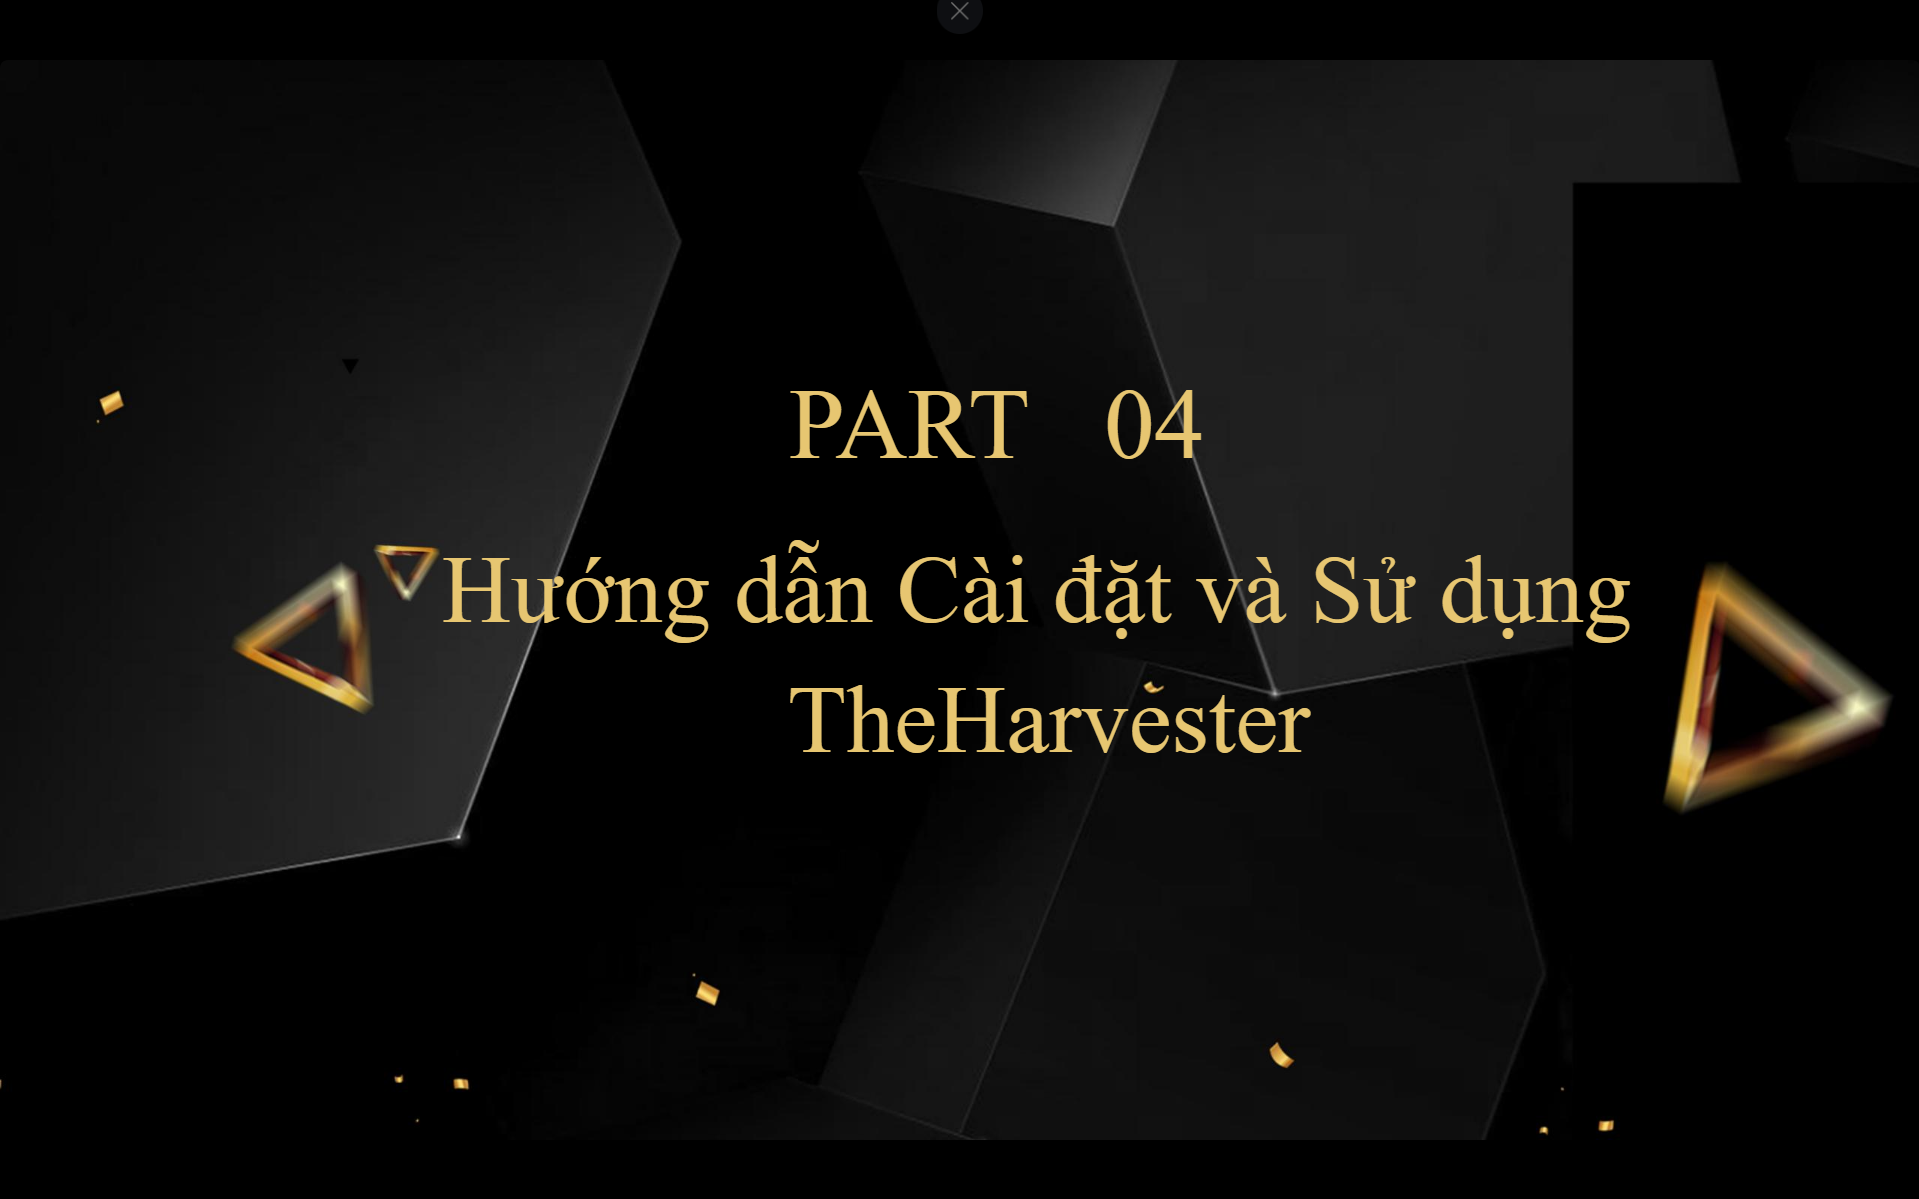 PART 04
Hướng dẫn Cài đặt và Sử dụng
TheHarvester